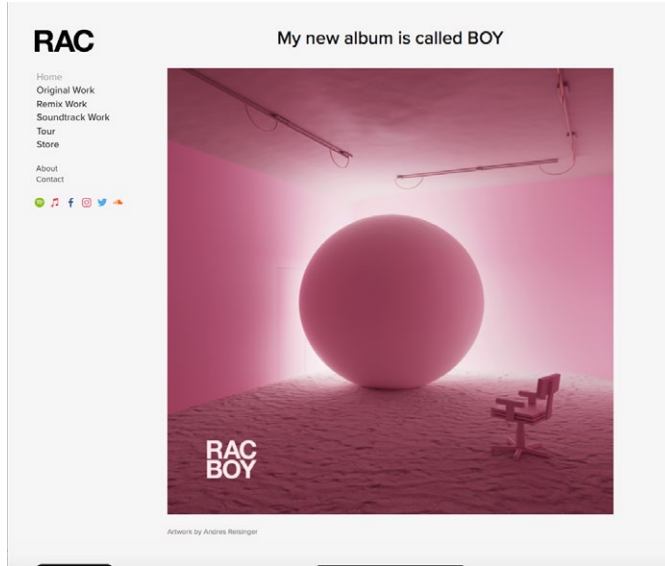 RAC
My new album is called BOY
Home
Original Work
Remix Work
Soundtrack Work
Tour
Store
About
Contact
RAC
BOY
Artwork by Andres Reisinger